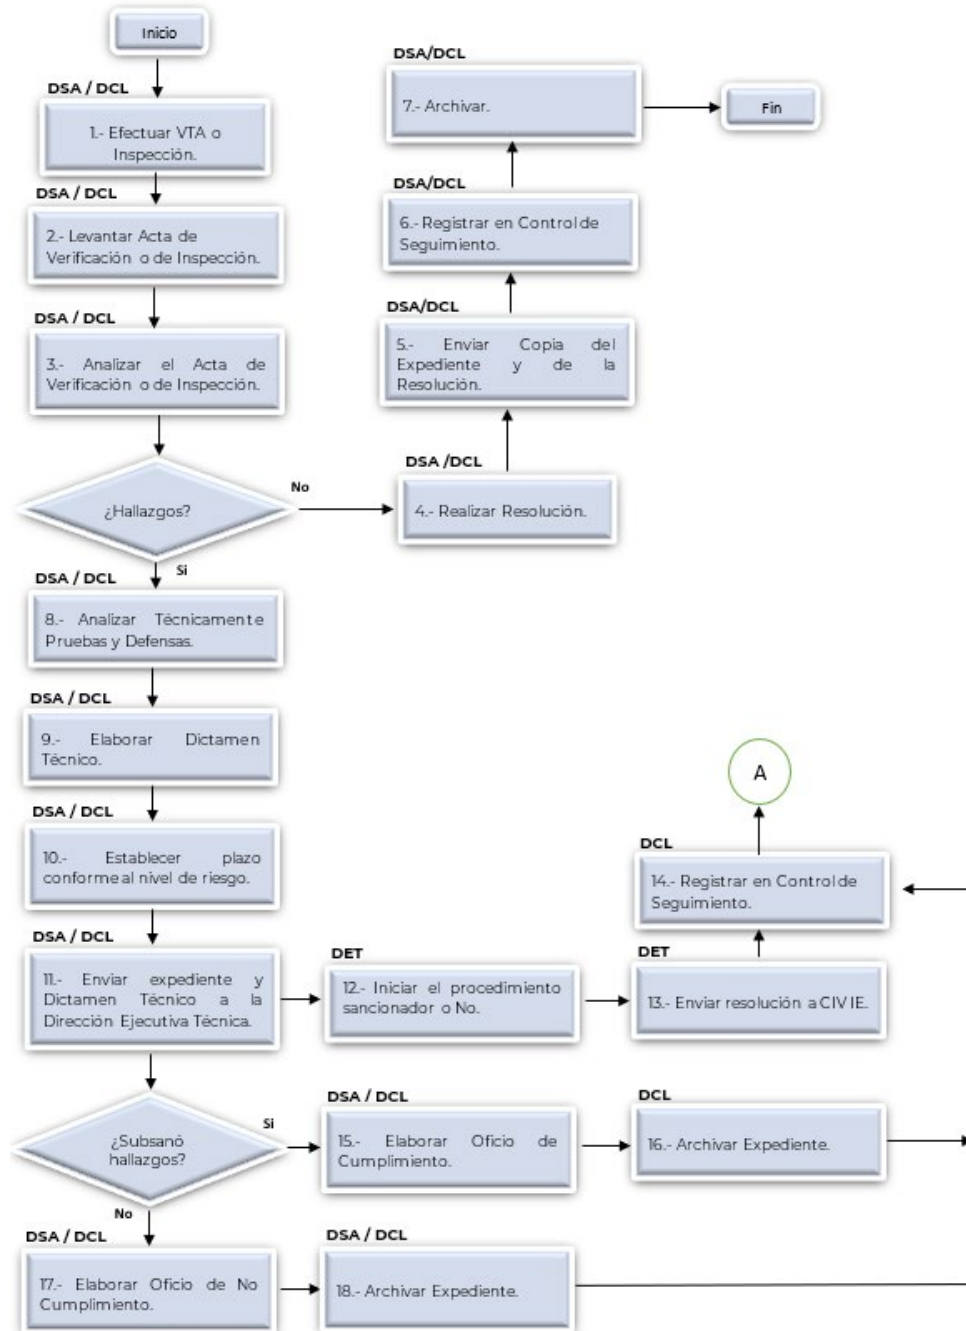 Inicio
DSA / DCL
1.- Efectuar VTA o
Inspección.
DSA / DCL
2.- Levantar Acta de
Verificación o de Inspección.
DSA / DCL
3.- Analizar el Acta de
Verificación o de Inspección.
¿Hallazgos?
No
Si
DSA /DCL
4.- Realizar Resolución.
DSA/DCL
5.- Enviar Copia del
Expediente y de la
Resolución.
DSA/DCL
6.- Registrar en Control de
Seguimiento.
DSA/DCL
7.- Archivar.
Fin
DSA / DCL
8.- Analizar Técnicamente
Pruebas y Defensas.
DSA / DCL
9.- Elaborar Dictamen
Técnico.
DSA / DCL
10.- Establecer plazo
conforme al nivel de riesgo.
DSA / DCL
11.- Enviar expediente y
Dictamen Técnico a la
Dirección Ejecutiva Técnica.
DET
12.- Iniciar el procedimiento
sancionador o No.
DET
13.- Enviar resolución a CIVIE.
DCL
14.- Registrar en Control de
Seguimiento.
A
¿Subsanó
hallazgos?
Si
No
DSA / DCL
15.- Elaborar Oficio de
Cumplimiento.
DCL
16.- Archivar Expediente.
DSA / DCL
17.- Elaborar Oficio de No
Cumplimiento.
DSA / DCL
18.- Archivar Expediente.